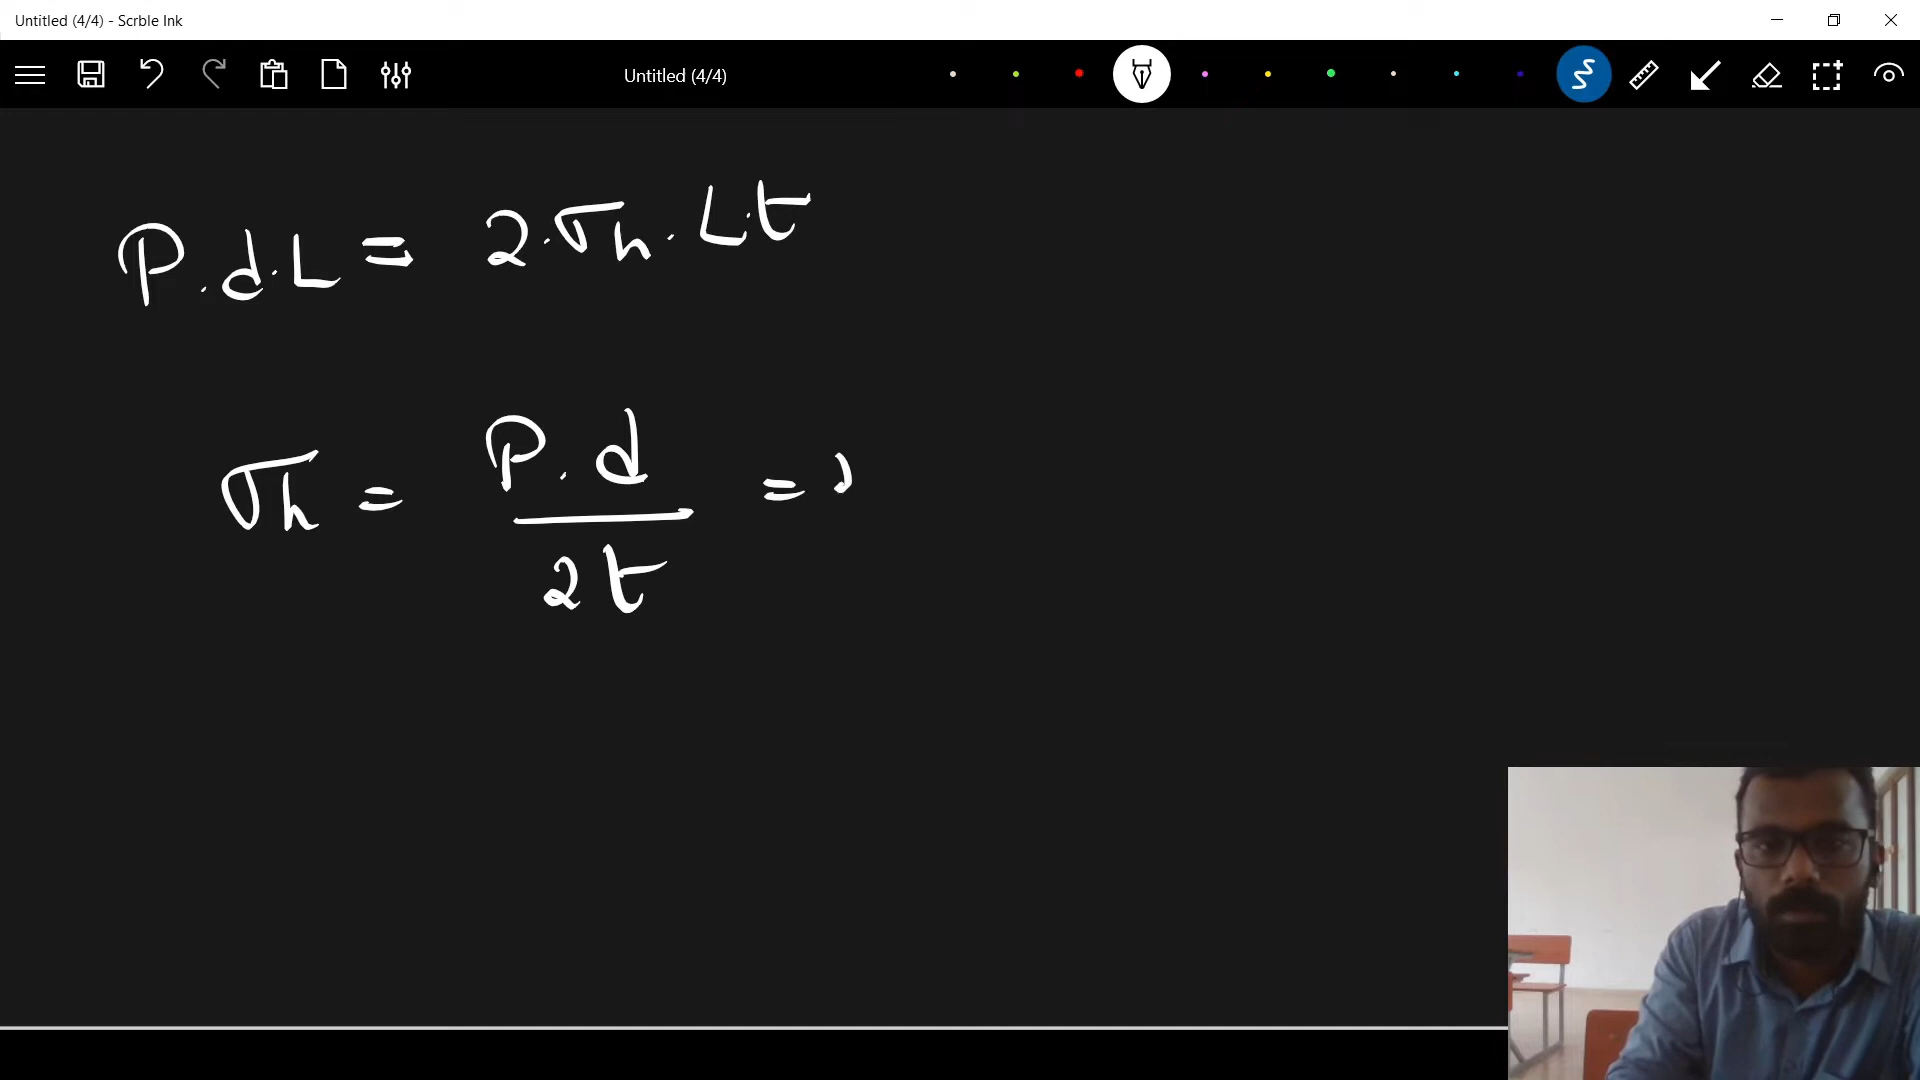 Untitled (4/4) - Scrble Ink
Untitled (4/4)
P.d.L = 2.σh.L.t
σh = P.d / 2t =